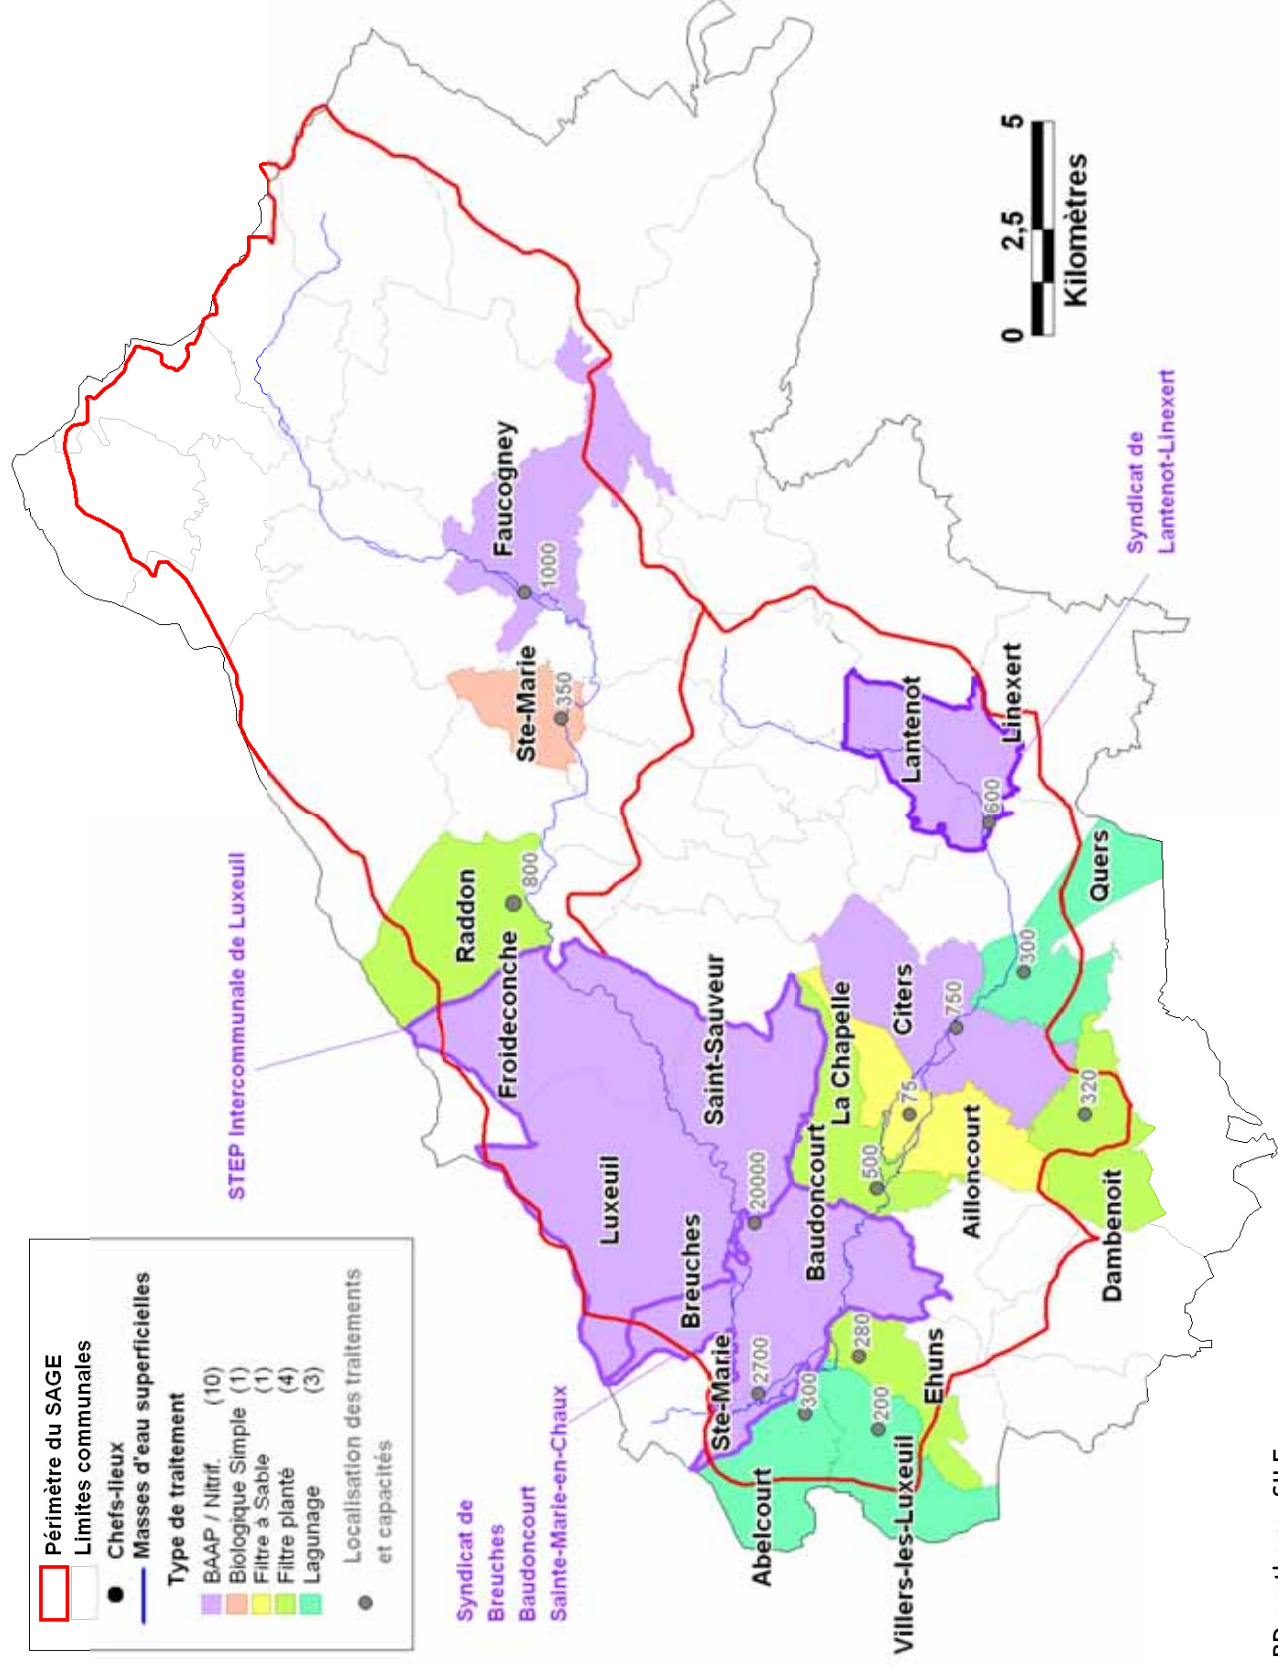 Périmètre du SAGE
Limites communales
Chefs-lieux
Masses d'eau superficielles
Type de traitement
BAAP / Nitrif. (10)
Biologique Simple (1)
Filtre à Sable (1)
Filtre planté (4)
Lagunage (3)
Localisation des traitements
et capacités
STEP Intercommunale de Luxeuil
Syndicat de
Breuches
Baudoncourt
Sainte-Marie-en-Chaux
Syndicat de
Lantenot-Linexert
Faucogney
1000
Ste-Marie
350
Raddon
800
Froideconche
Luxeuil
Saint-Sauveur
Breuches
20000
Baudoncourt
La Chapelle
Citers
750
75
500
Ailloncourt
320
Dambenoit
Lantenot
Linexert
600
Quers
300
Ste-Marie
2700
300
280
200
Ehuns
Abelcourt
Villers-les-Luxeuil
0 2,5 5
Kilomètres